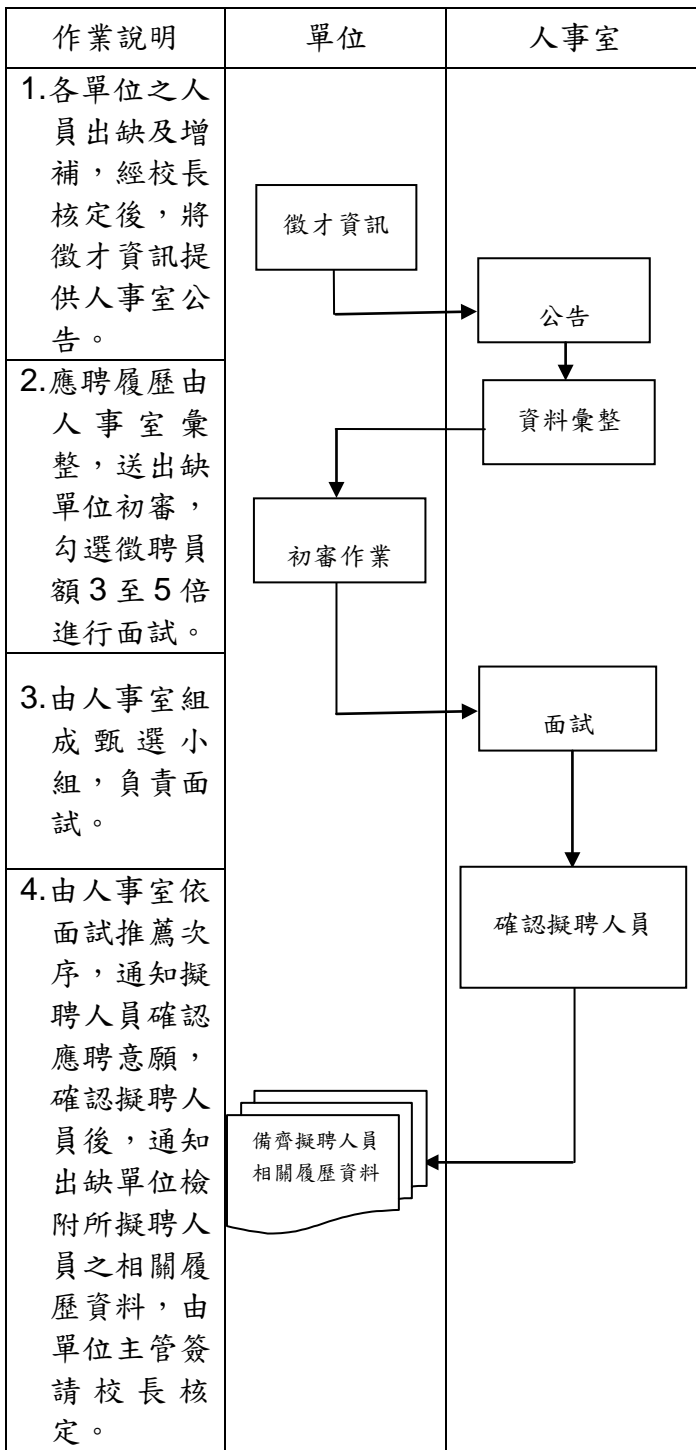 作業說明
單位
人事室
1.各單位之人
員出缺及增
補，經校長
核定後，將
徵才資訊提
供人事室公
告。
徵才資訊
公告
2.應聘履歷由
人事室彙
整，送出缺
單位初審，
勾選徵聘員
額 3 至 5 倍
進行面試。
資料彙整
初審作業
3.由人事室組
成甄選小
組，負責面
試。
面試
4.由人事室依
面試推薦次
序，通知擬
聘人員確認
應聘意願，
確認擬聘人
員後，通知
出缺單位檢
附所擬聘人
員之相關履
歷資料，由
單位主管簽
請校長核
定。
確認擬聘人員
備齊擬聘人員
相關履歷資料